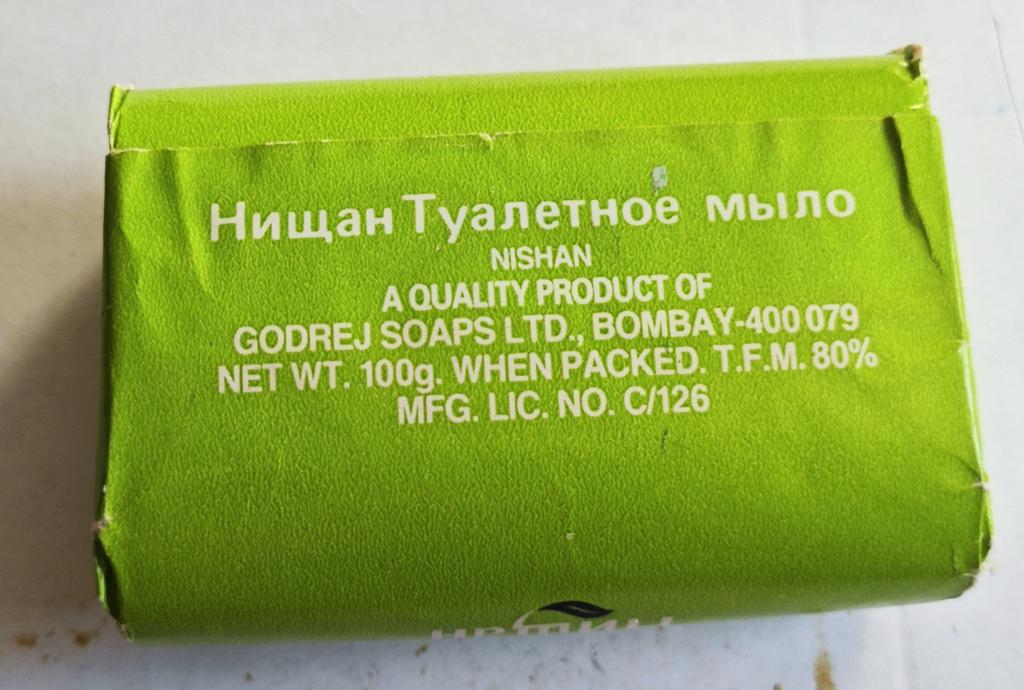 Нищан Туалетное мыло
NISHAN
A QUALITY PRODUCT OF
GODREJ SOAPS LTD., BOMBAY-400 079
NET WT. 100g. WHEN PACKED. T.F.M. 80%
MFG. LIC. NO. C/126